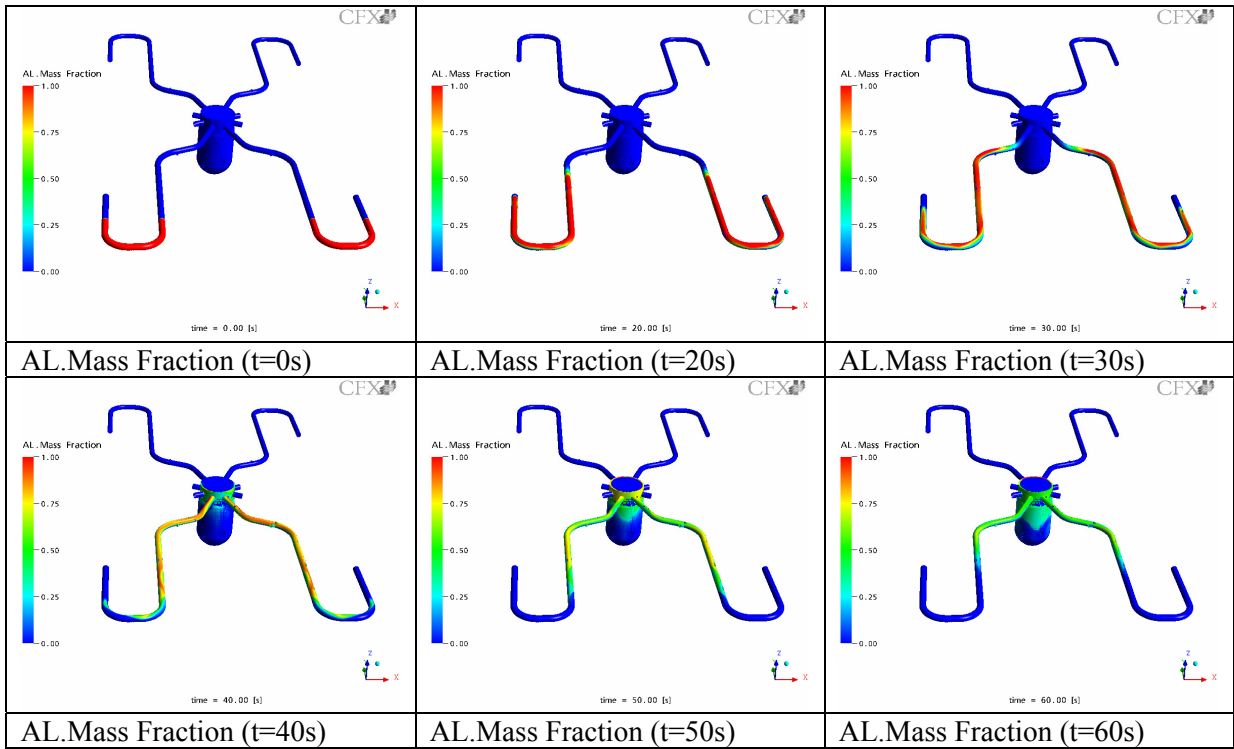 CFX
AL.Mass Fraction
1.00
0.75
0.50
0.25
0.00
Z
X
time = 0.00 [s]
CFX
AL.Mass Fraction
1.00
0.75
0.50
0.25
0.00
Z
X
time = 20.00 [s]
CFX
AL.Mass Fraction
1.00
0.75
0.50
0.25
0.00
Z
X
time = 30.00 [s]
AL.Mass Fraction (t=0s)
AL.Mass Fraction (t=20s)
AL.Mass Fraction (t=30s)
CFX
AL.Mass Fraction
1.00
0.75
0.50
0.25
0.00
Z
X
time = 40.00 [s]
CFX
AL.Mass Fraction
1.00
0.75
0.50
0.25
0.00
Z
X
time = 50.00 [s]
CFX
AL.Mass Fraction
1.00
0.75
0.50
0.25
0.00
Z
X
time = 60.00 [s]
AL.Mass Fraction (t=40s)
AL.Mass Fraction (t=50s)
AL.Mass Fraction (t=60s)